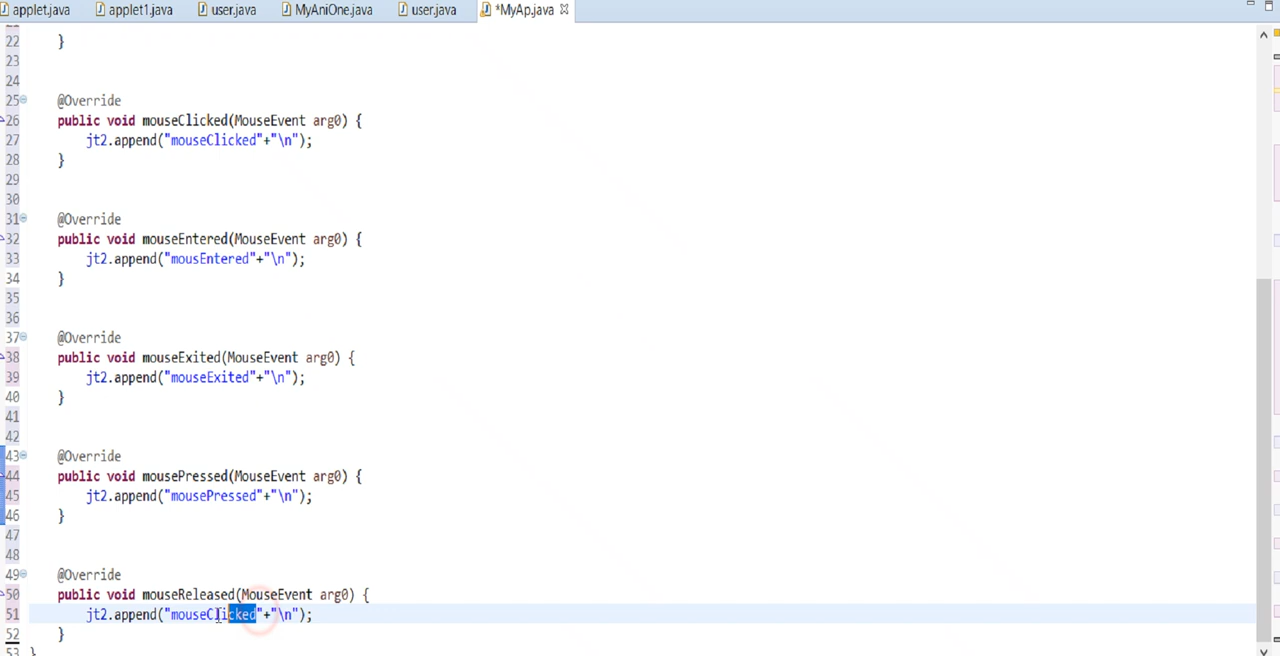 applet.java applet1.java user.java MyAniOne.java user.java *MyAp.java
22 }
23
24
25 @Override
26 public void mouseClicked(MouseEvent arg0) {
27 jt2.append("mouseClicked"+"\n");
28 }
29
30
31 @Override
32 public void mouseEntered(MouseEvent arg0) {
33 jt2.append("mousEntered"+"\n");
34 }
35
36
37 @Override
38 public void mouseExited(MouseEvent arg0) {
39 jt2.append("mouseExited"+"\n");
40 }
41
42
43 @Override
44 public void mousePressed(MouseEvent arg0) {
45 jt2.append("mousePressed"+"\n");
46 }
47
48
49 @Override
50 public void mouseReleased(MouseEvent arg0) {
51 jt2.append("mouseClicked"+"\n");
52 }
53 }